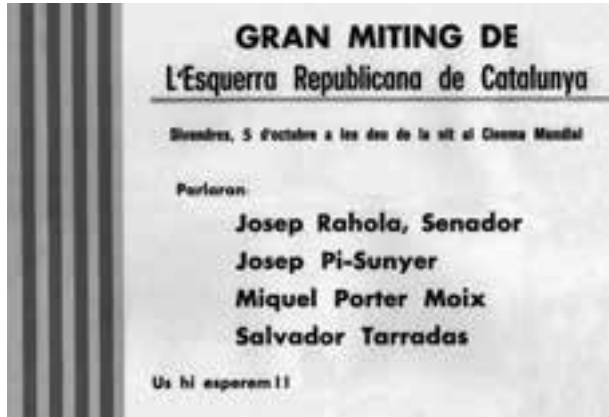 GRAN MITING DE
L'Esquerra Republicana de Catalunya
Divendres, 5 d'octubre a les deu de la nit al Cinema Mundial
Parlaran
Josep Rahola, Senador
Josep Pi-Sunyer
Miquel Porter Moix
Salvador Tarradas
Us hi esperem!!